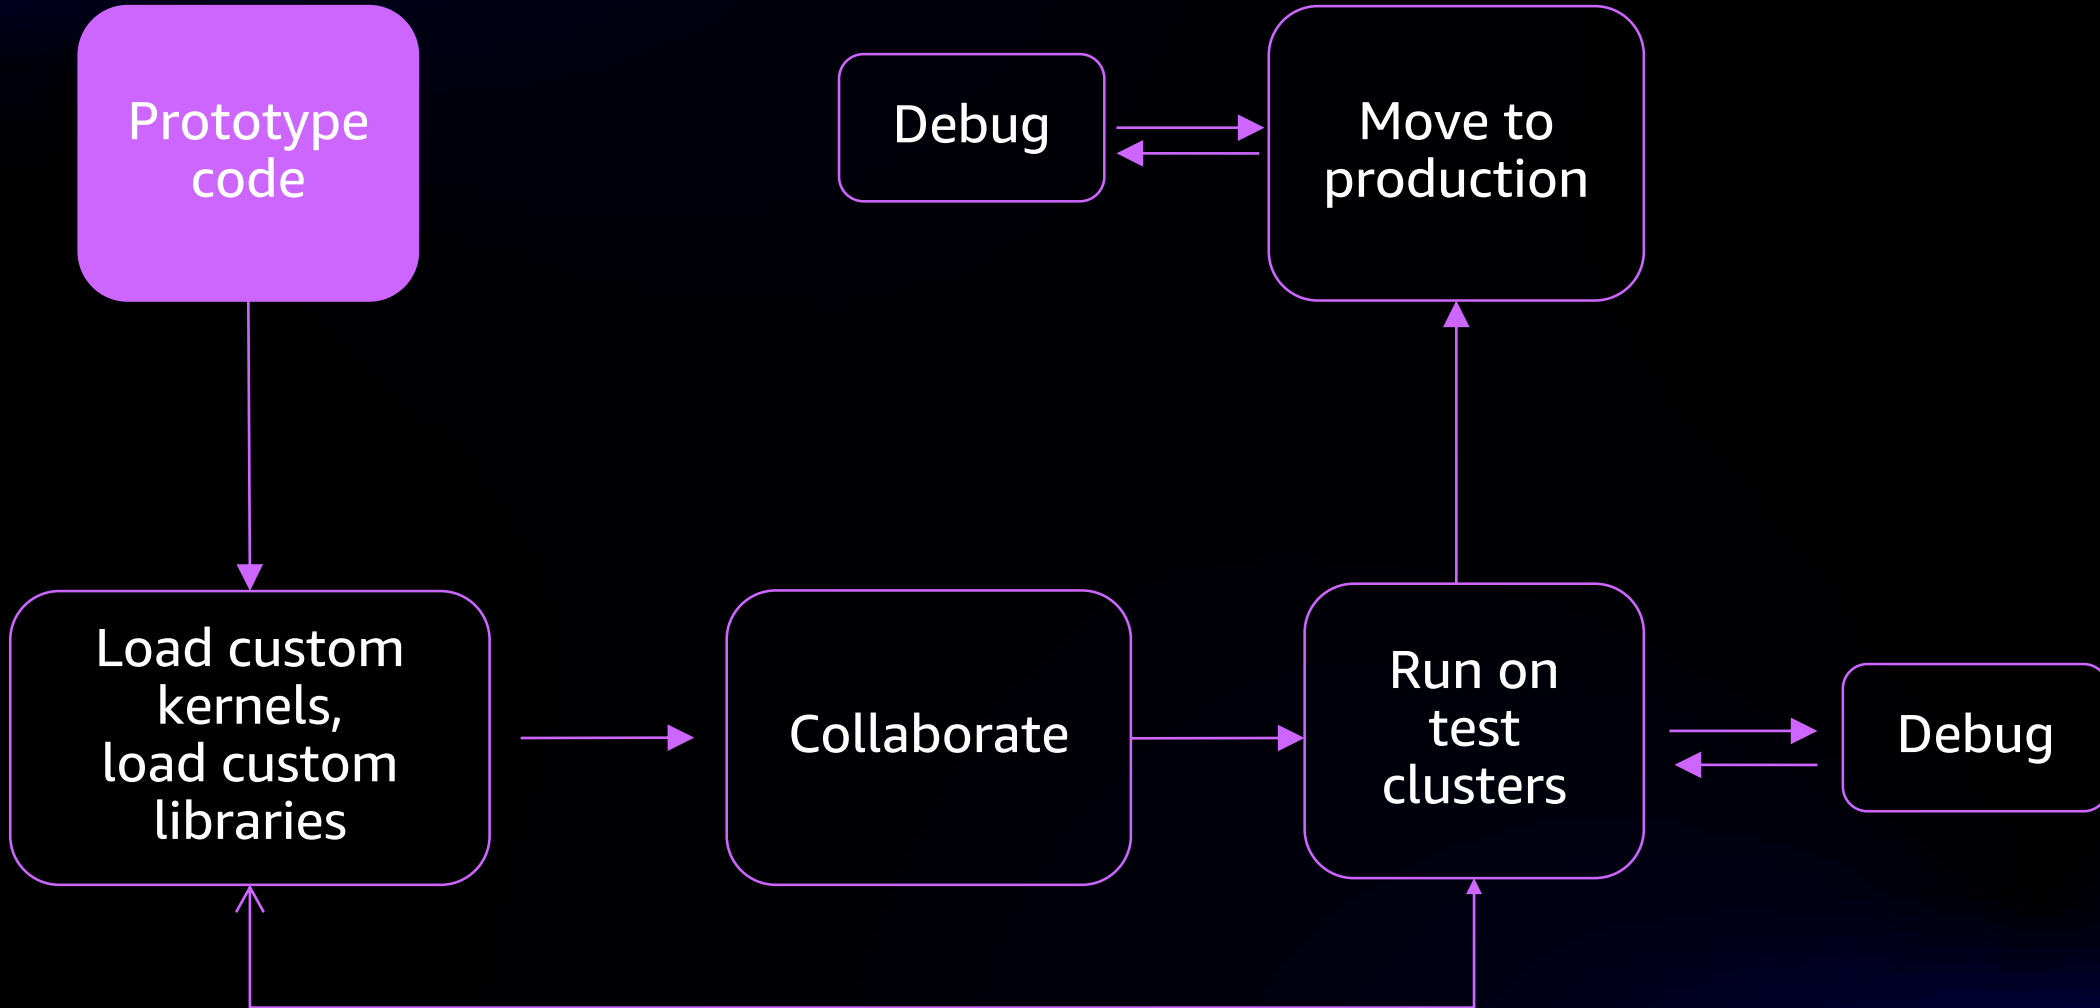 Prototype
code
Debug
Move to
production
Load custom
kernels,
load custom
libraries
Collaborate
Run on
test
clusters
Debug